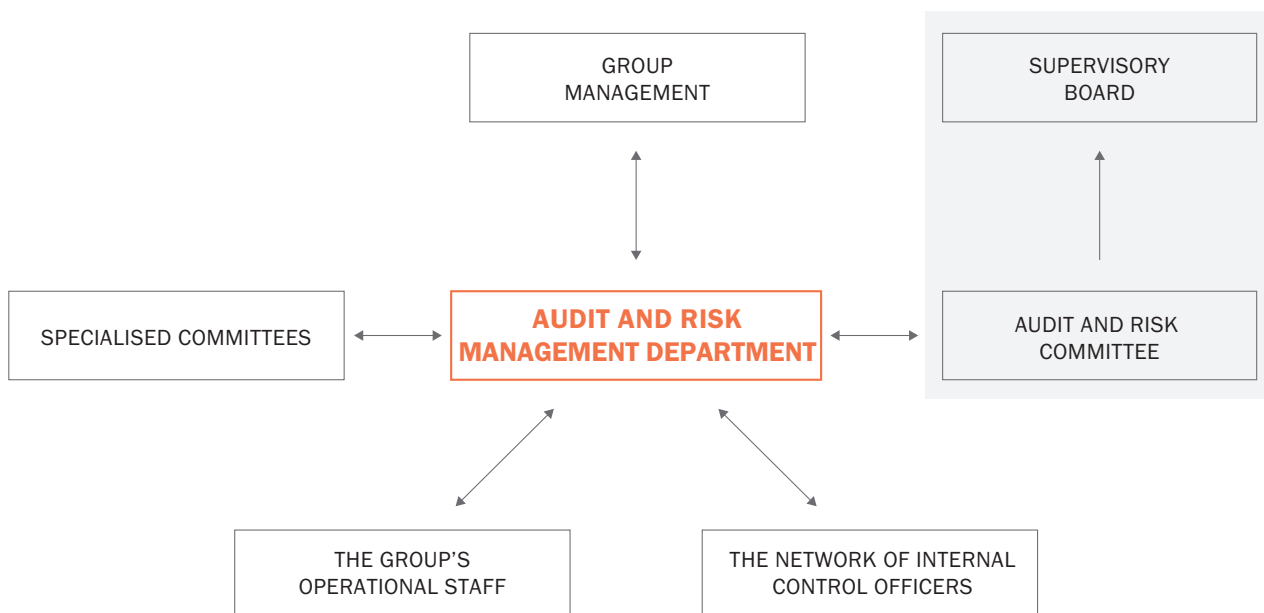 GROUP
MANAGEMENT
SUPERVISORY
BOARD
SPECIALISED COMMITTEES
AUDIT AND RISK
MANAGEMENT DEPARTMENT
AUDIT AND RISK
COMMITTEE
THE GROUP’S
OPERATIONAL STAFF
THE NETWORK OF INTERNAL
CONTROL OFFICERS